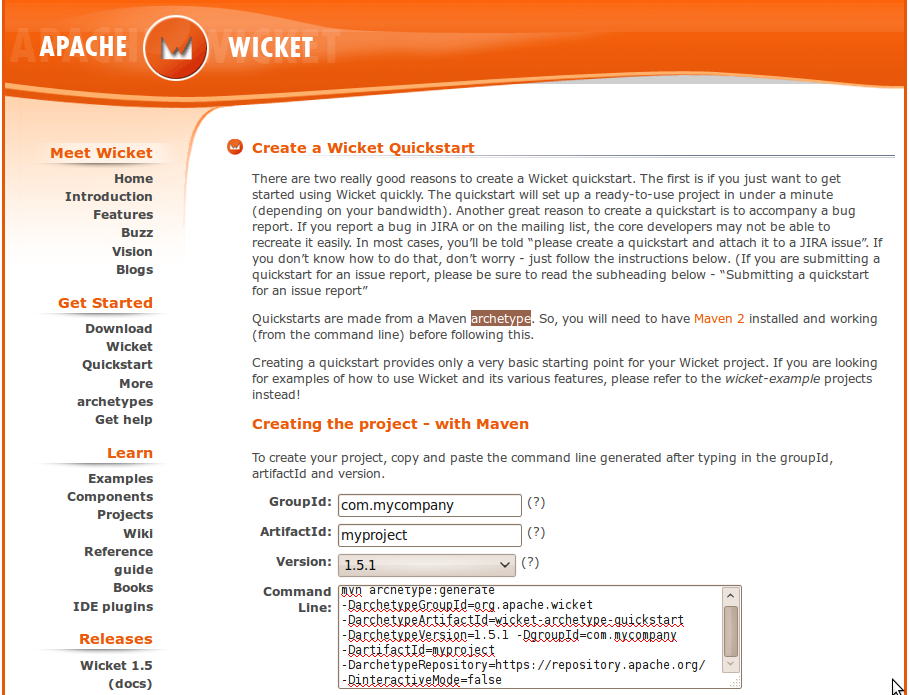 APACHE WICKET
Meet Wicket
Home
Introduction
Features
Buzz
Vision
Blogs
Get Started
Download
Wicket
Quickstart
More
archetypes
Get help
Learn
Examples
Components
Projects
Wiki
Reference
guide
Books
IDE plugins
Releases
Wicket 1.5
(docs)
Create a Wicket Quickstart
There are two really good reasons to create a Wicket quickstart. The first is if you just want to get
started using Wicket quickly. The quickstart will set up a ready-to-use project in under a minute
(depending on your bandwidth). Another great reason to create a quickstart is to accompany a bug
report. If you report a bug in JIRA or on the mailing list, the core developers may not be able to
recreate it easily. In most cases, you’ll be told “please create a quickstart and attach it to a JIRA issue”. If
you don’t know how to do that, don’t worry - just follow the instructions below. (If you are submitting a
quickstart for an issue report, please be sure to read the subheading below - “Submitting a quickstart
for an issue report”
Quickstarts are made from a Maven archetype. So, you will need to have Maven 2 installed and working
(from the command line) before following this.
Creating a quickstart provides only a very basic starting point for your Wicket project. If you are looking
for examples of how to use Wicket and its various features, please refer to the wicket-example projects
instead!
Creating the project - with Maven
To create your project, copy and paste the command line generated after typing in the groupId,
artifactId and version.
GroupId: com.mycompany (?)
ArtifactId: myproject (?)
Version: 1.5.1 (?)
Command
Line:
mvn archetype:generate
-DarchetypeGroupId=org.apache.wicket
-DarchetypeArtifactId=wicket-archetype-quickstart
-DarchetypeVersion=1.5.1 -DgroupId=com.mycompany
-DartifactId=myproject
-DarchetypeRepository=https://repository.apache.org/
-DinteractiveMode=false